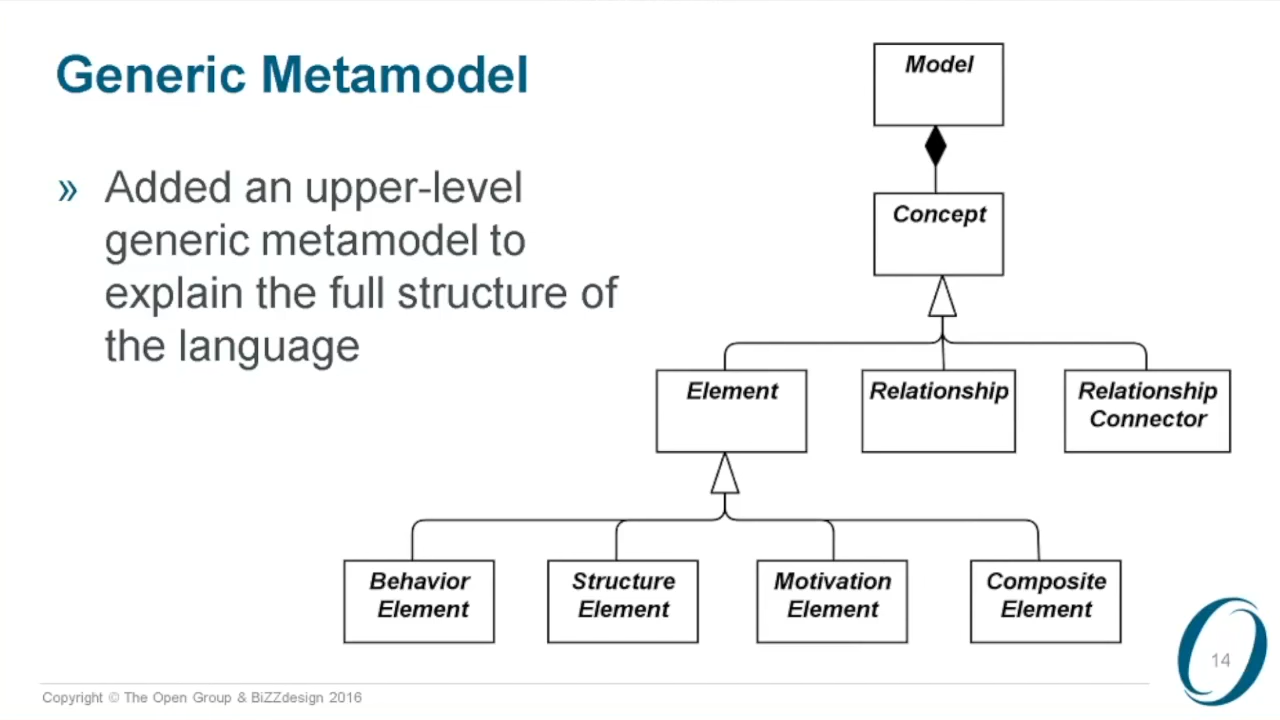 Generic Metamodel
» Added an upper-level
generic metamodel to
explain the full structure of
the language
Model
Concept
Element
Relationship
Relationship
Connector
Behavior
Element
Structure
Element
Motivation
Element
Composite
Element
14
Copyright © The Open Group & BiZZdesign 2016